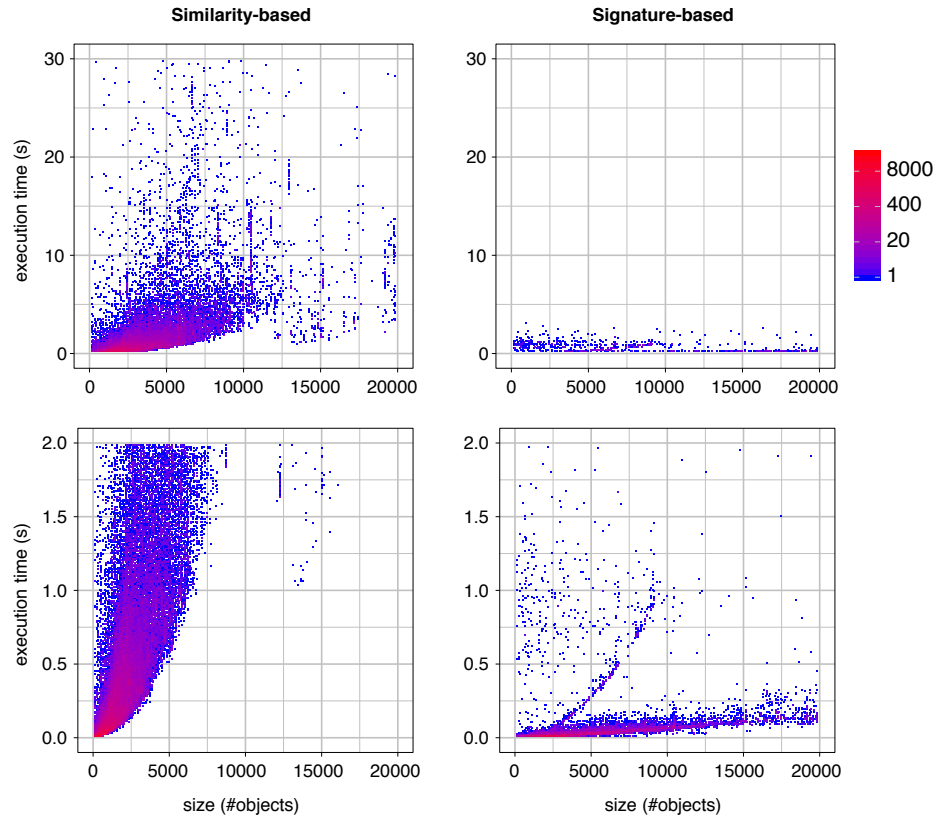 Similarity-based
Signature-based
execution time (s)
30
20
10
0
0 5000 10000 15000 20000
30
20
10
0
0 5000 10000 15000 20000
8000
400
20
1
execution time (s)
2.0
1.5
1.0
0.5
0.0
0 5000 10000 15000 20000
size (#objects)
2.0
1.5
1.0
0.5
0.0
0 5000 10000 15000 20000
size (#objects)